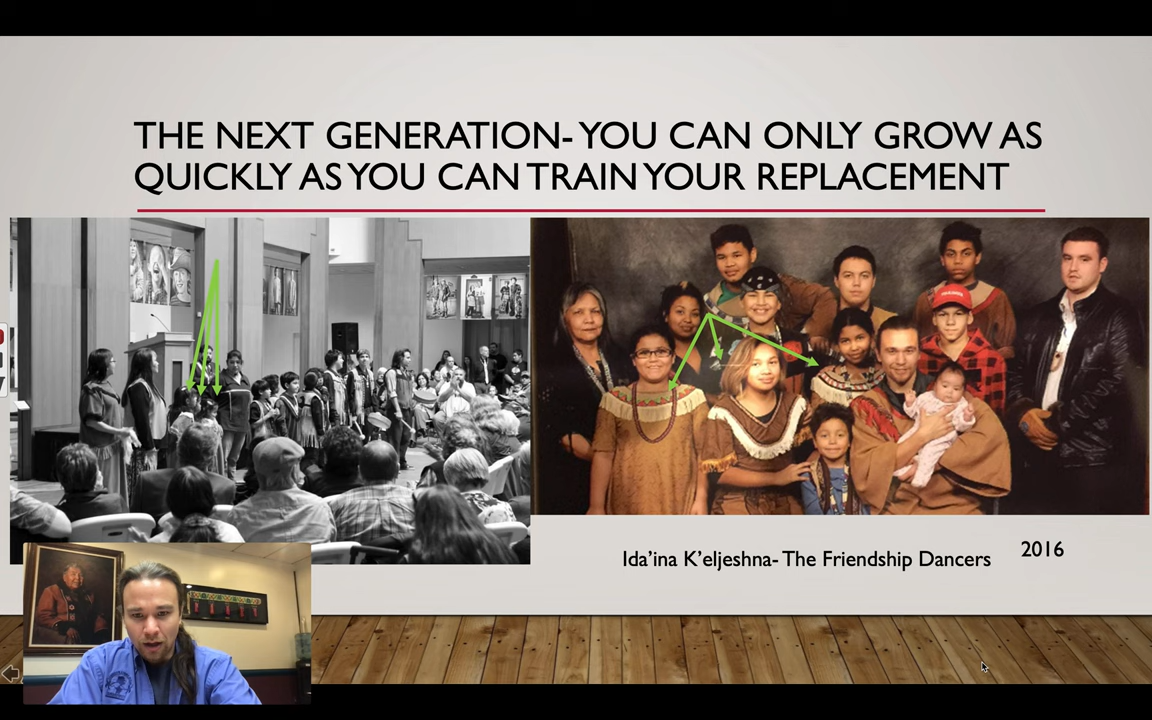 THE NEXT GENERATION- YOU CAN ONLY GROW AS
QUICKLY AS YOU CAN TRAIN YOUR REPLACEMENT
Ida'ina K'eljeshna- The Friendship Dancers
2016